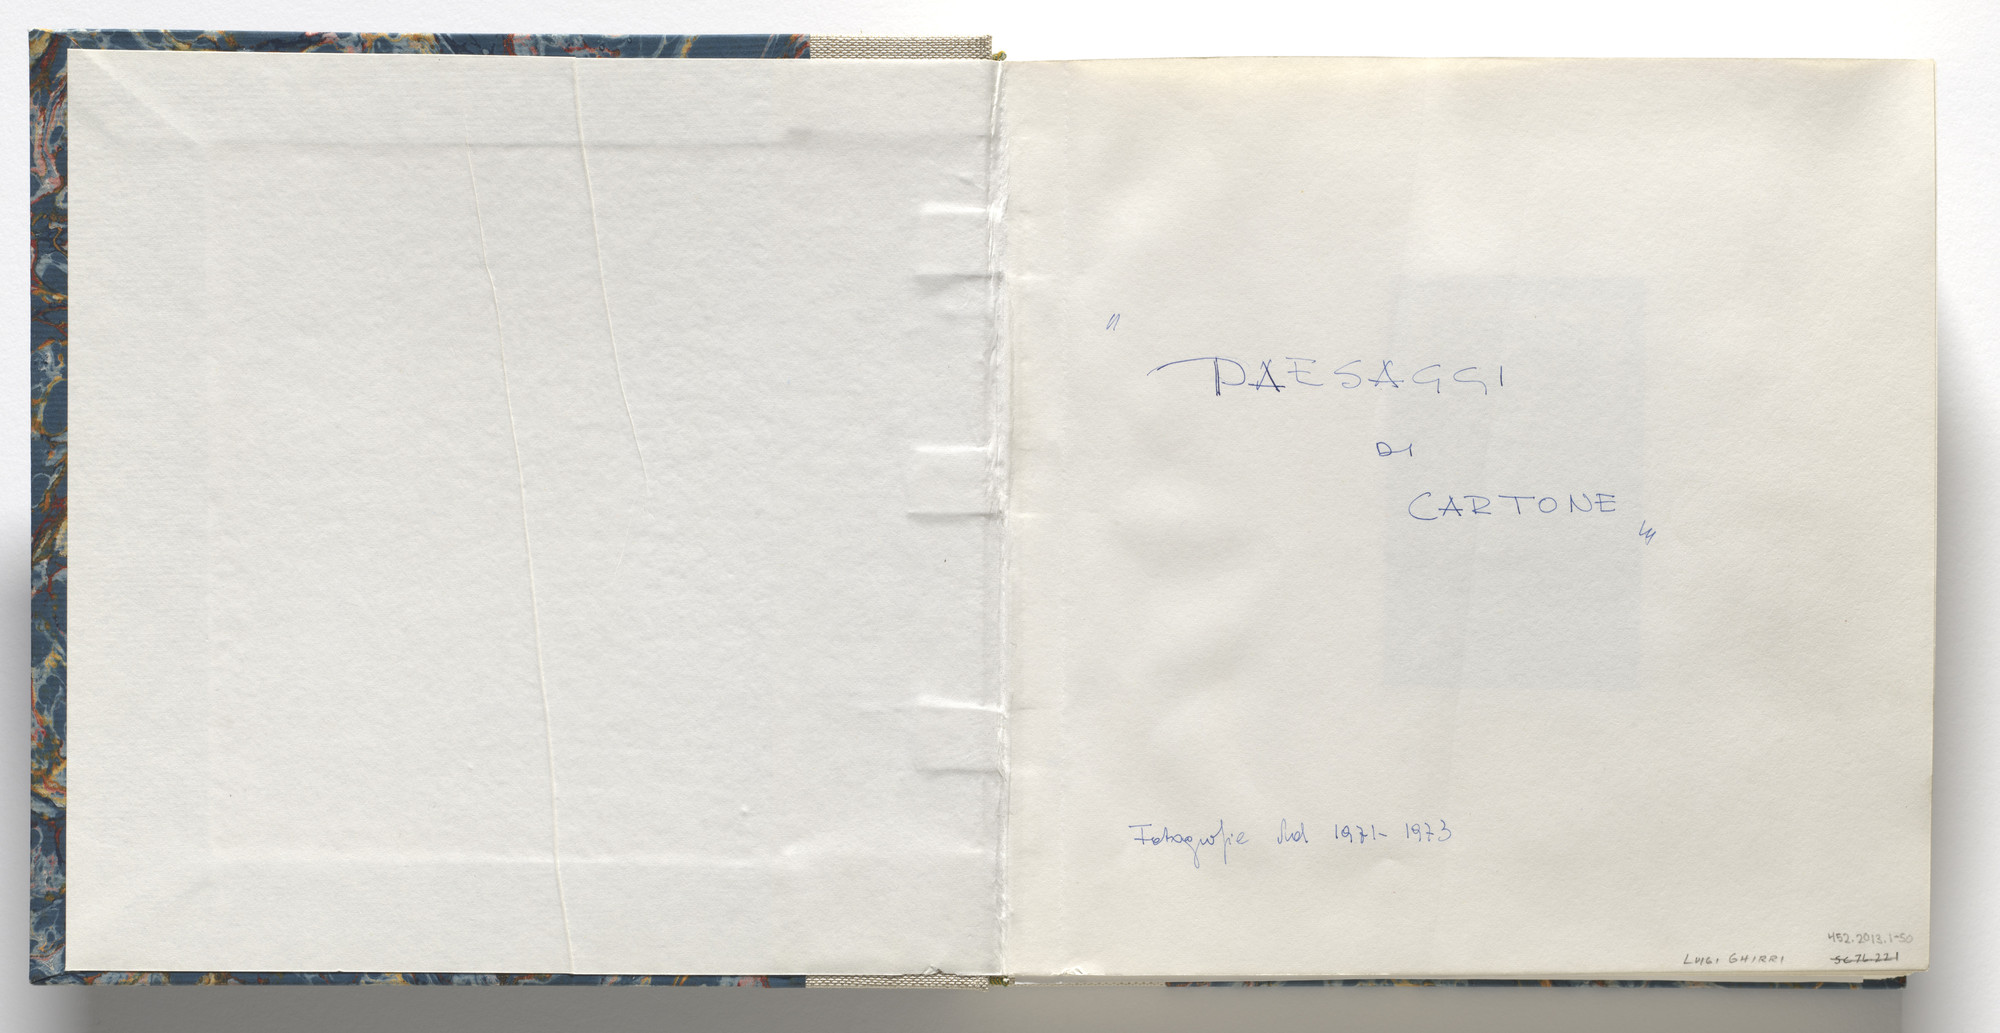 "
PAESAGGI
DI
CARTONE
"
Fotografie dal 1971-1973
452.2013.1-50
LUIGI GHIRRI